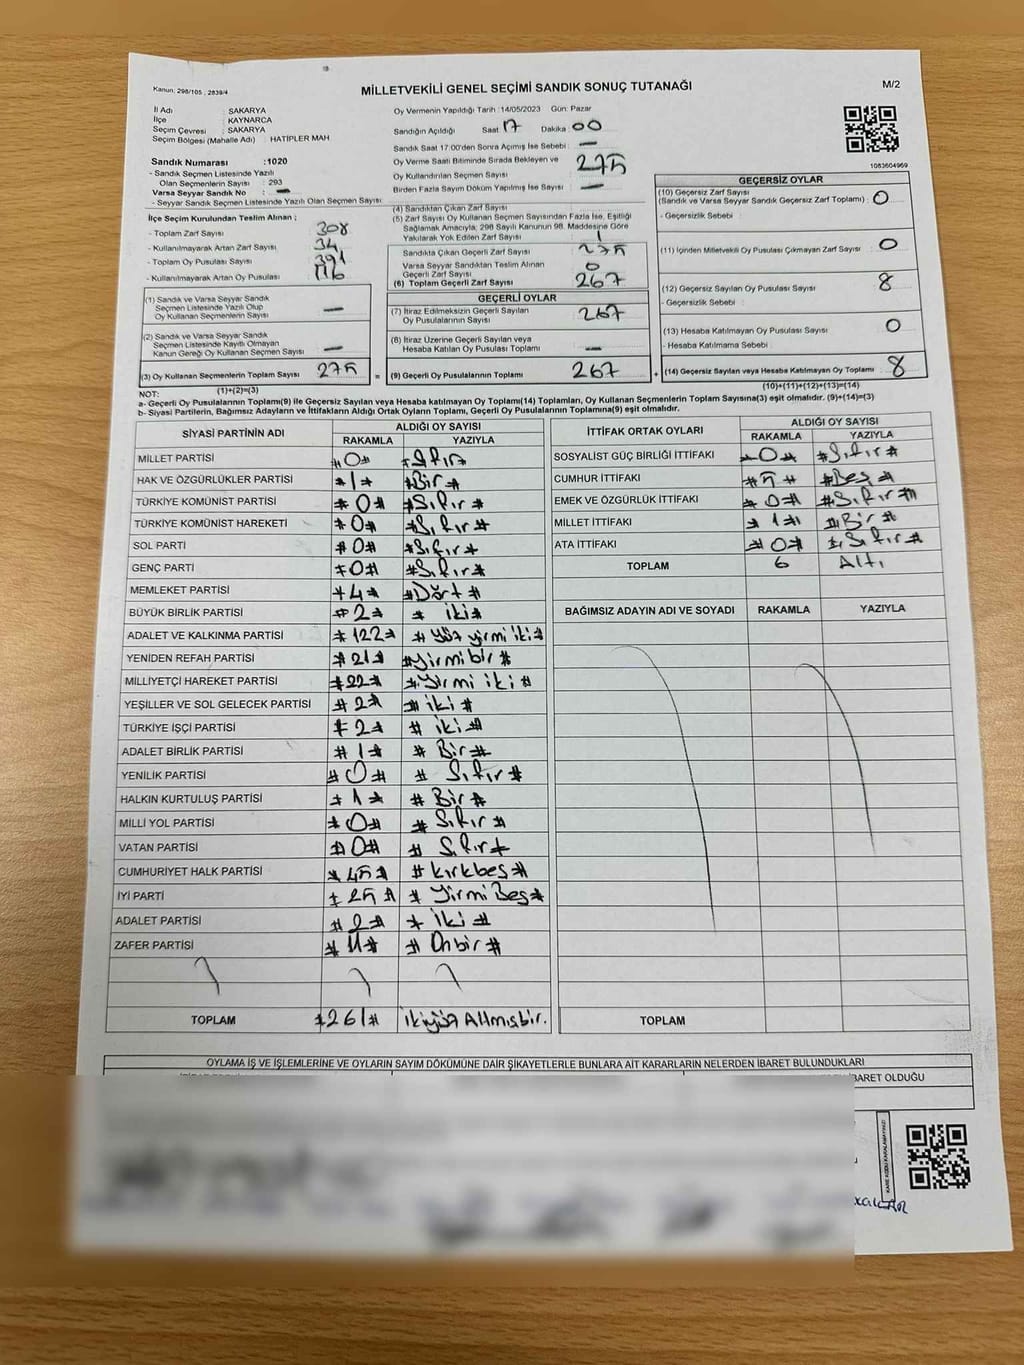 Kanun: 298/105 , 2839/4
MİLLETVEKİLİ GENEL SEÇİMİ SANDIK SONUÇ TUTANAĞI
M/2
İl Adı : SAKARYA
İlçe : KAYNARCA
Seçim Çevresi : SAKARYA
Seçim Bölgesi (Mahalle Adı) : HATİPLER MAH
Sandık Numarası :1020
- Sandık Seçmen Listesinde Yazılı
Olan Seçmenlerin Sayısı : 293
Varsa Seyyar Sandık No : —
- Seyyar Sandık Seçmen Listesinde Yazılı Olan Seçmen Sayısı
Oy Vermenin Yapıldığı Tarih :14/05/2023 Gün: Pazar
Sandığın Açıldığı Saat 17 Dakika 00
Sandık Saat 17:00'den Sonra Açımış İse Sebebi : —
Oy Verme Saati Bitiminde Sırada Bekleyen ve
Oy Kullandırılan Seçmen Sayısı 275
Birden Fazla Sayım Döküm Yapılmış İse Sayısı —
1083604969
İlçe Seçim Kurulundan Teslim Alınan ;
- Toplam Zarf Sayısı 308
- Kullanılmayarak Artan Zarf Sayısı 34
- Toplam Oy Pusulası Sayısı 391
- Kullanılmayarak Artan Oy Pusulası 116
(1) Sandık ve Varsa Seyyar Sandık
Seçmen Listesinde Yazılı Olup
Oy Kullanan Seçmenlerin Sayısı —
(2) Sandık ve Varsa Seyyar Sandık
Seçmen Listesinde Kayıtlı Olmayan
Kanun Gereği Oy Kullanan Seçmen Sayısı —
(3) Oy Kullanan Seçmenlerin Toplam Sayısı 275 =
(1)+(2)=(3)
(4) Sandıktan Çıkan Zarf Sayısı
(5) Zarf Sayısı Oy Kullanan Seçmen Sayısından Fazla İse, Eşitliği
Sağlamak Amacıyla, 298 Sayılı Kanunun 98. Maddesine Göre
Yakılarak Yok Edilen Zarf Sayısı 1
Sandıkta Çıkan Geçerli Zarf Sayısı 275
Varsa Seyyar Sandıktan Teslim Alınan
Geçerli Zarf Sayısı 0
(6) Toplam Geçerli Zarf Sayısı 267
GEÇERLİ OYLAR
(7) İtiraz Edilmeksizin Geçerli Sayılan
Oy Pusulalarının Sayısı 267
(8) İtiraz Üzerine Geçerli Sayılan veya
Hesaba Katılan Oy Pusulası Toplamı —
(9) Geçerli Oy Pusulalarının Toplamı 267 +
GEÇERSİZ OYLAR
(10) Geçersiz Zarf Sayısı
(Sandık ve Varsa Seyyar Sandık Geçersiz Zarf Toplamı) : 0
- Geçersizlik Sebebi :
(11) İçinden Milletvekili Oy Pusulası Çıkmayan Zarf Sayısı : 0
(12) Geçersiz Sayılan Oy Pusulası Sayısı : 8
- Geçersizlik Sebebi :
(13) Hesaba Katılmayan Oy Pusulası Sayısı : 0
- Hesaba Katılmama Sebebi :
(14) Geçersiz Sayılan veya Hesaba Katılmayan Oy Toplamı : 8
(10)+(11)+(12)+(13)=(14)
NOT:
a- Geçerli Oy Pusulalarının Toplamı(9) ile Geçersiz Sayılan veya Hesaba katılmayan Oy Toplamı(14) Toplamları, Oy Kullanan Seçmenlerin Toplam Sayısına(3) eşit olmalıdır. (9)+(14)=(3)
b- Siyasi Partilerin, Bağımsız Adayların ve İttifakların Aldığı Ortak Oyların Toplamı, Geçerli Oy Pusulalarının Toplamına(9) eşit olmalıdır.
SİYASİ PARTİNİN ADI ALDIĞI OY SAYISI
RAKAMLA YAZIYLA
MİLLET PARTİSİ #0# #Sıfır#
HAK VE ÖZGÜRLÜKLER PARTİSİ #1# #Bir#
TÜRKİYE KOMÜNİST PARTİSİ #0# #Sıfır#
TÜRKİYE KOMÜNİST HAREKETİ #0# #Sıfır#
SOL PARTİ #0# #Sıfır#
GENÇ PARTİ #0# #Sıfır#
MEMLEKET PARTİSİ #4# #Dört#
BÜYÜK BİRLİK PARTİSİ #2# # iki#
ADALET VE KALKINMA PARTİSİ #122# # Yüz yirmi iki#
YENİDEN REFAH PARTİSİ #21# #Yirmibir#
MİLLİYETÇİ HAREKET PARTİSİ #22# #Yirmi iki#
YEŞİLLER VE SOL GELECEK PARTİSİ #2# #iki#
TÜRKİYE İŞÇİ PARTİSİ #2# # iki#
ADALET BİRLİK PARTİSİ #1# # Bir#
YENİLİK PARTİSİ #0# # Sıfır#
HALKIN KURTULUŞ PARTİSİ #1# # Bir#
MİLLİ YOL PARTİSİ #0# # Sıfır#
VATAN PARTİSİ #0# # Sıfır#
CUMHURİYET HALK PARTİSİ #45# #kırkbeş#
İYİ PARTİ #25# # Yirmi Beş#
ADALET PARTİSİ #2# # iki#
ZAFER PARTİSİ #11# # Onbir#
TOPLAM #261# ikiyüz Altmışbir.
İTTİFAK ORTAK OYLARI ALDIĞI OY SAYISI
RAKAMLA YAZIYLA
SOSYALİST GÜÇ BİRLİĞİ İTTİFAKI #0# #Sıfır#
CUMHUR İTTİFAKI #5# #Beş#
EMEK VE ÖZGÜRLÜK İTTİFAKI #0# #Sıfır#
MİLLET İTTİFAKI #1# #Bir#
ATA İTTİFAKI #0# #Sıfır#
TOPLAM 6 Altı
BAĞIMSIZ ADAYIN ADI VE SOYADI RAKAMLA YAZIYLA
TOPLAM
OYLAMA İŞ VE İŞLEMLERİNE VE OYLARIN SAYIM DÖKÜMÜNE DAİR ŞİKAYETLERLE BUNLARA AİT KARARLARIN NELERDEN İBARET BULUNDUKLARI
İBARET OLDUĞU
KARE KODU KARALAMAYINIZ!